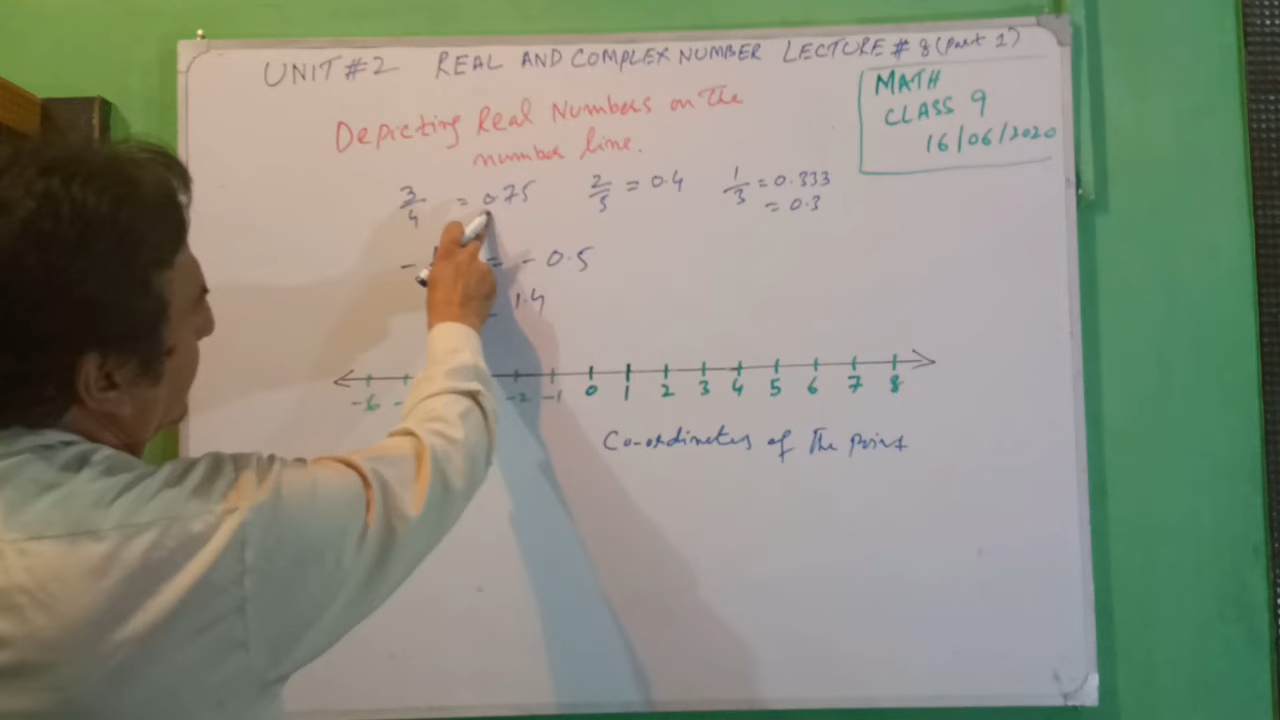 UNIT #2 REAL AND COMPLEX NUMBER LECTURE # 8 (Part 1)
MATH
CLASS 9
16/06/2020
Depicting Real Numbers on the
number line.
3/4 = 0.75 2/5 = 0.4 1/3 = 0.333
= 0.3
- = - 0.5
1.4
-6 -2 -1 0 1 2 3 4 5 6 7 8
Co-ordinates of the point